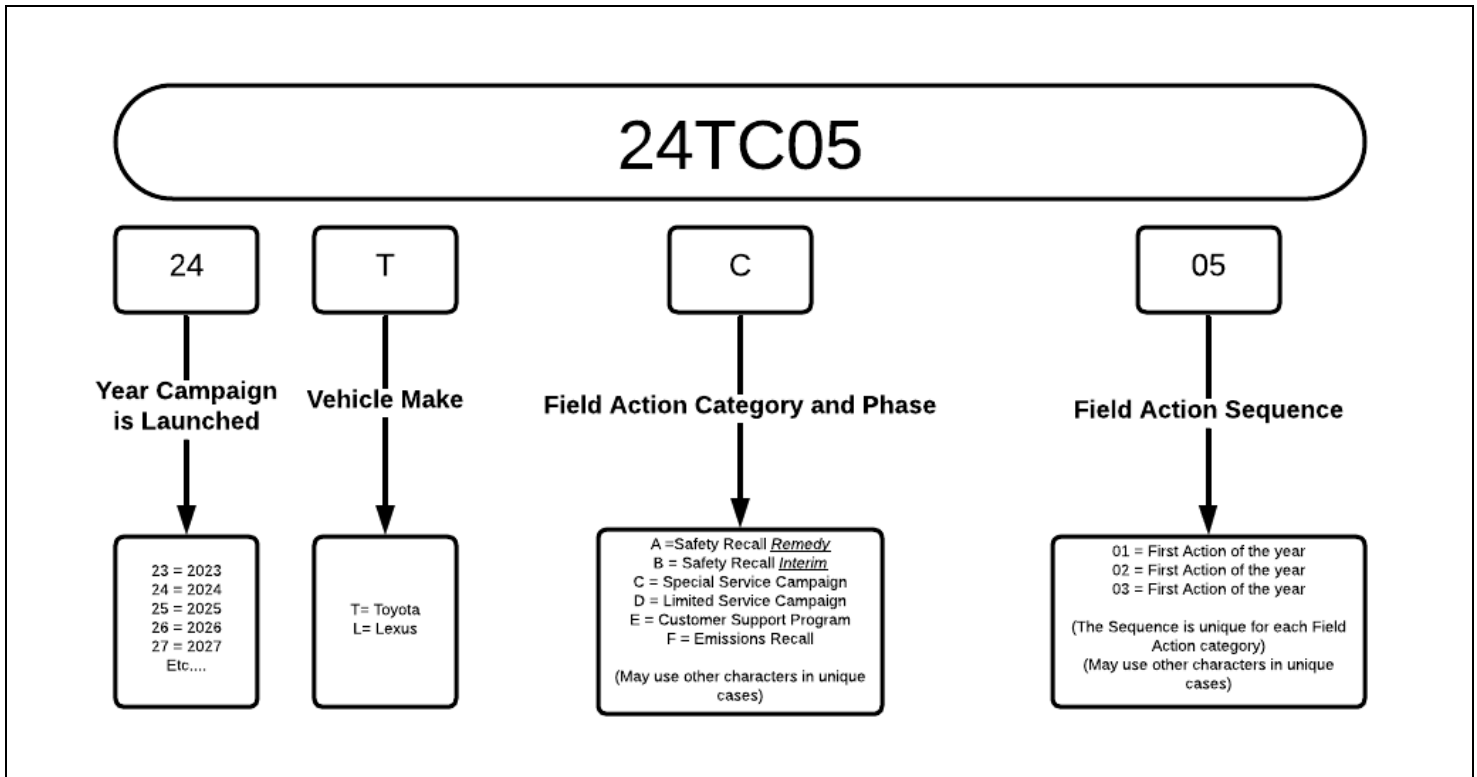 24TC05
24
T
C
05
Year Campaign
is Launched
Vehicle Make
Field Action Category and Phase
Field Action Sequence
23 = 2023
24 = 2024
25 = 2025
26 = 2026
27 = 2027
Etc....
T= Toyota
L= Lexus
A =Safety Recall Remedy
B = Safety Recall Interim
C = Special Service Campaign
D = Limited Service Campaign
E = Customer Support Program
F = Emissions Recall
(May use other characters in unique
cases)
01 = First Action of the year
02 = First Action of the year
03 = First Action of the year
(The Sequence is unique for each Field
Action category)
(May use other characters in unique
cases)